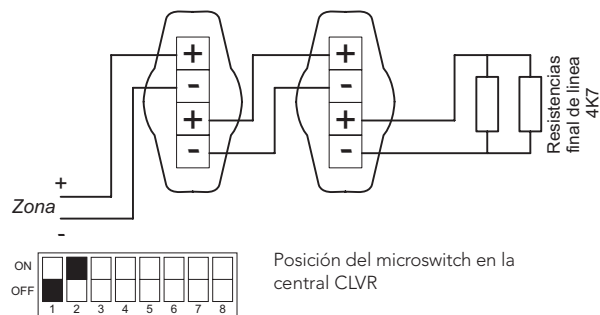 +
-
+
-
+
-
+
-
Resistencias
final de linea
4K7
+
Zona
-
ON
OFF
1 2 3 4 5 6 7 8
Posición del microswitch en la
central CLVR